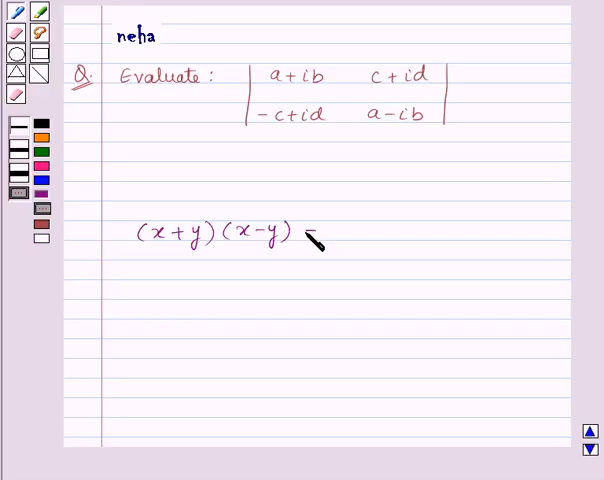 neha
Q. Evaluate : | a + ib c + id |
| -c + id a - ib |
(x + y) (x - y) =